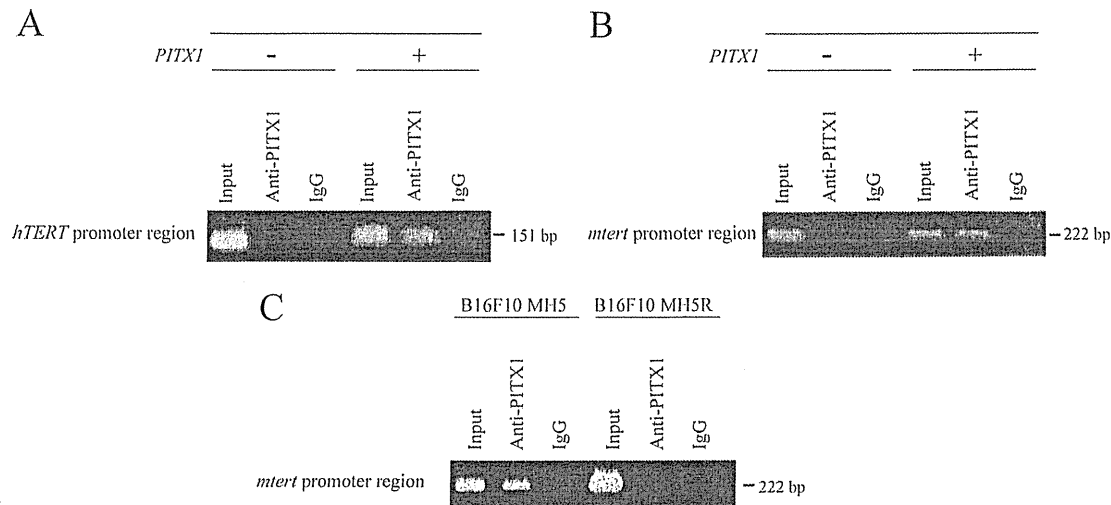 A
PITX1 - +
Input Anti-PITX1 IgG Input Anti-PITX1 IgG
hTERT promoter region 151 bp
B
PITX1 - +
Input Anti-PITX1 IgG Input Anti-PITX1 IgG
mtert promoter region 222 bp
C
B16F10 MH5 B16F10 MH5R
Input Anti-PITX1 IgG Input Anti-PITX1 IgG
mtert promoter region 222 bp